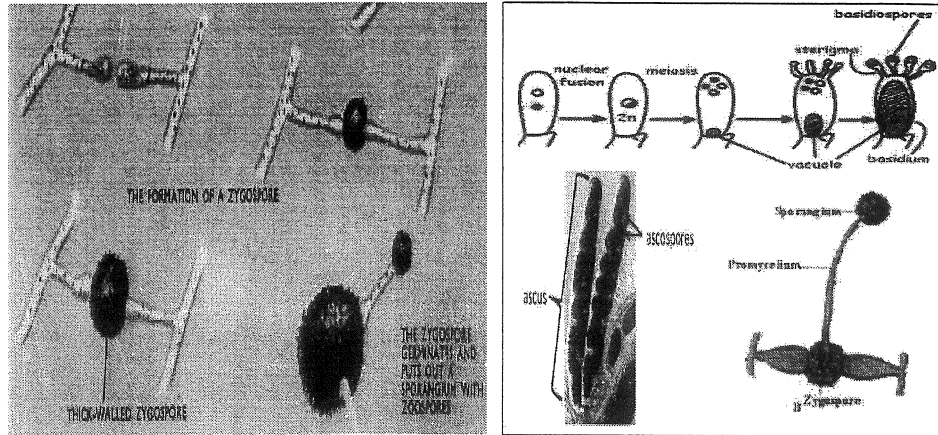 THE FORMATION OF A ZYGOSPORE
THICK-WALLED ZYGOSPORE
THE ZYGOSPORE
GERMINATES AND
PUTS OUT A
SPORANGIUM WITH
ZOOSPORES
basidiospores
sterigma
nuclear
fusion
meiosis
2n
vacuole
basidium
ascus
ascospores
Sporangium
Promycelium
B
Zygospore